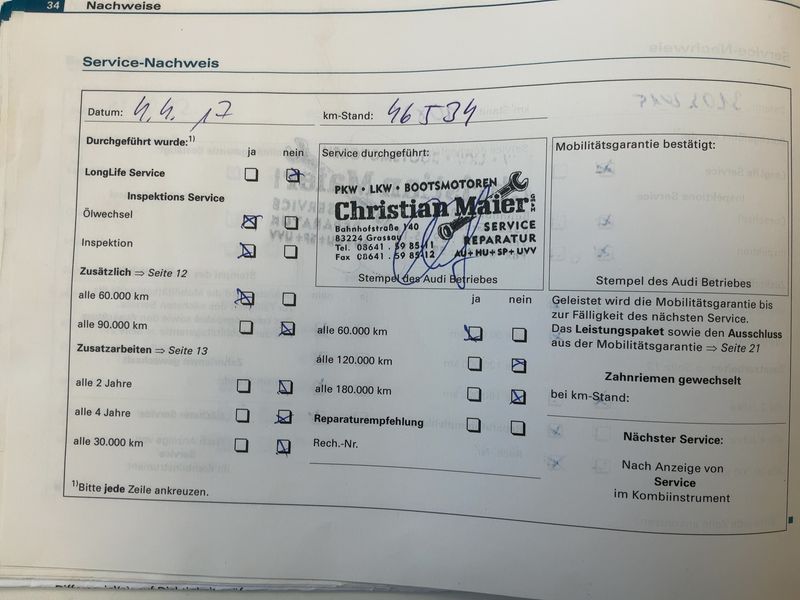 34 Nachweise
Service-Nachweis
Datum: 4.4. 17 km-Stand: 46534
Durchgeführt wurde:1)
ja nein
LongLife Service
Inspektions Service
Ölwechsel
Inspektion
Zusätzlich ⇒ Seite 12
alle 60.000 km
alle 90.000 km
Zusatzarbeiten ⇒ Seite 13
alle 2 Jahre
alle 4 Jahre
alle 30.000 km
1)Bitte jede Zeile ankreuzen.
Service durchgeführt:
PKW • LKW • BOOTSMOTOREN
Christian Maier GmbH
Bahnhofstraße 140
83224 Grassau
Tel. 08641 . 59 85-11
Fax 08641 . 59 85-12
SERVICE
REPARATUR
AU+HU+SP+UVV
Stempel des Audi Betriebes
ja nein
alle 60.000 km
alle 120.000 km
alle 180.000 km
Reparaturempfehlung
Rech.-Nr.
Mobilitätsgarantie bestätigt:
Stempel des Audi Betriebes
Geleistet wird die Mobilitätsgarantie bis
zur Fälligkeit des nächsten Service.
Das Leistungspaket sowie den Ausschluss
aus der Mobilitätsgarantie ⇒ Seite 21
Zahnriemen gewechselt
bei km-Stand:
Nächster Service:
Nach Anzeige von
Service
im Kombiinstrument